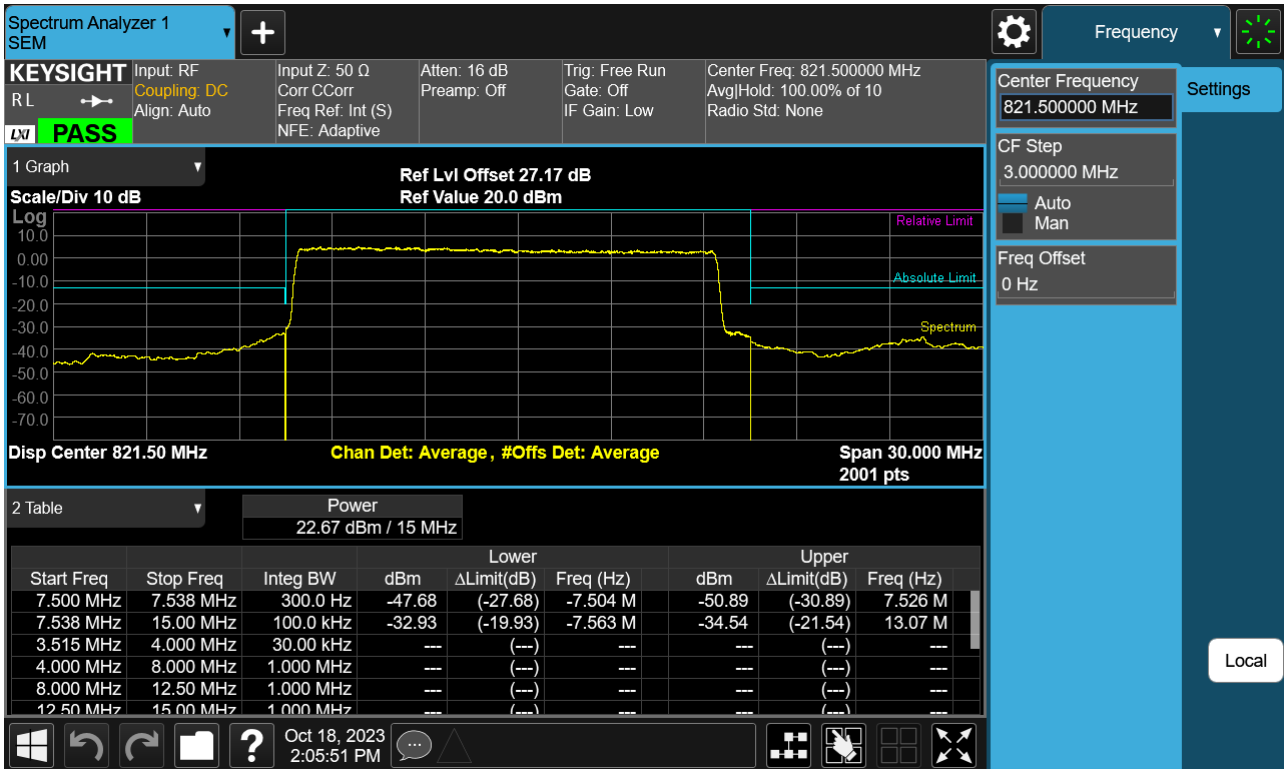 Spectrum Analyzer 1
SEM
+
Frequency
KEYSIGHT
RL
LXI PASS
Input: RF
Coupling: DC
Align: Auto
Input Z: 50 Ω
Corr CCorr
Freq Ref: Int (S)
NFE: Adaptive
Atten: 16 dB
Preamp: Off
Trig: Free Run
Gate: Off
IF Gain: Low
Center Freq: 821.500000 MHz
Avg|Hold: 100.00% of 10
Radio Std: None
Center Frequency
821.500000 MHz
Settings
CF Step
3.000000 MHz
Auto
Man
Freq Offset
0 Hz
1 Graph
Scale/Div 10 dB
Ref Lvl Offset 27.17 dB
Ref Value 20.0 dBm
Log
10.0
0.00
-10.0
-20.0
-30.0
-40.0
-50.0
-60.0
-70.0
Relative Limit
Absolute Limit
Spectrum
Disp Center 821.50 MHz
Chan Det: Average, #Offs Det: Average
Span 30.000 MHz
2001 pts
2 Table
Power
22.67 dBm / 15 MHz
Lower Upper
Start Freq Stop Freq Integ BW dBm ΔLimit(dB) Freq (Hz) dBm ΔLimit(dB) Freq (Hz)
7.500 MHz 7.538 MHz 300.0 Hz -47.68 (-27.68) -7.504 M -50.89 (-30.89) 7.526 M
7.538 MHz 15.00 MHz 100.0 kHz -32.93 (-19.93) -7.563 M -34.54 (-21.54) 13.07 M
3.515 MHz 4.000 MHz 30.00 kHz --- (---) --- --- (---) ---
4.000 MHz 8.000 MHz 1.000 MHz --- (---) --- --- (---) ---
8.000 MHz 12.50 MHz 1.000 MHz --- (---) --- --- (---) ---
12.50 MHz 15.00 MHz 1.000 MHz --- (---) --- --- (---) ---
Local
?
Oct 18, 2023
2:05:51 PM